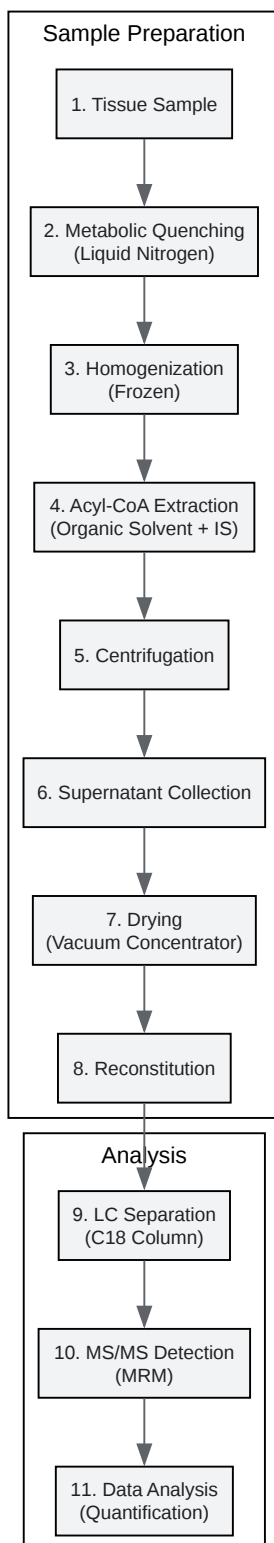 Sample Preparation
1. Tissue Sample
2. Metabolic Quenching
(Liquid Nitrogen)
3. Homogenization
(Frozen)
4. Acyl-CoA Extraction
(Organic Solvent + IS)
5. Centrifugation
6. Supernatant Collection
7. Drying
(Vacuum Concentrator)
8. Reconstitution
Analysis
9. LC Separation
(C18 Column)
10. MS/MS Detection
(MRM)
11. Data Analysis
(Quantification)